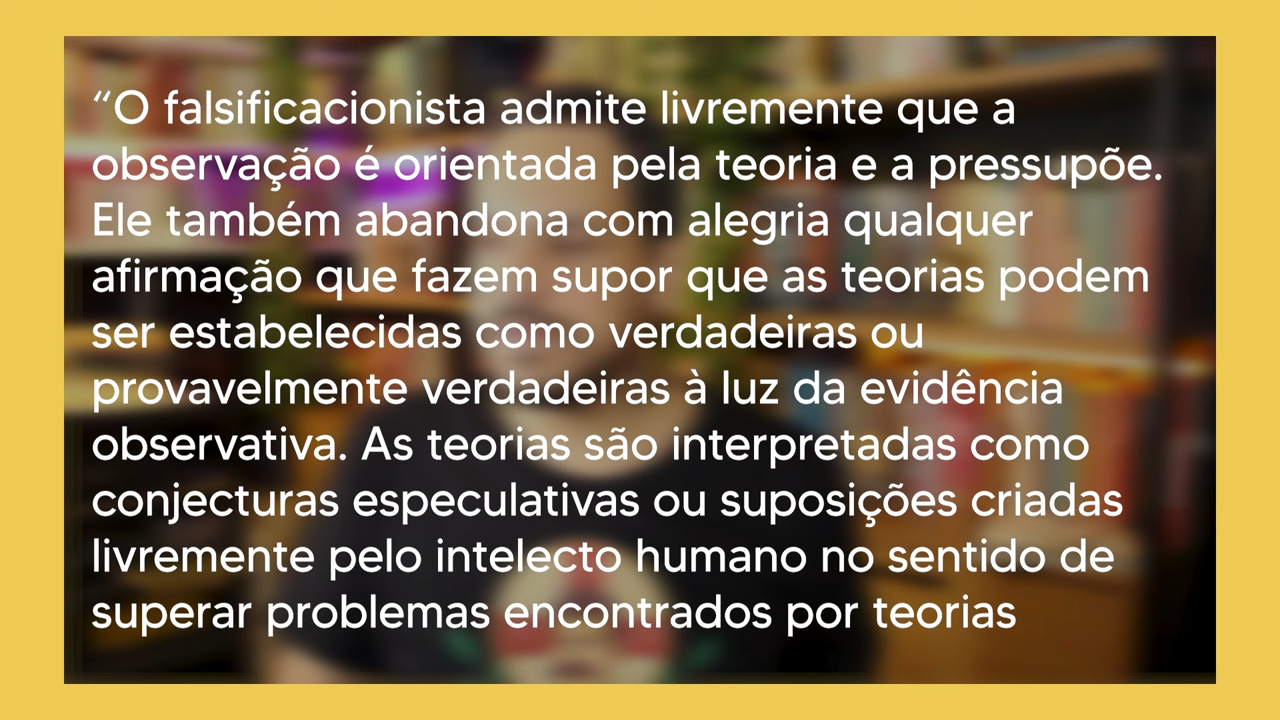 “O falsificacionista admite livremente que a
observação é orientada pela teoria e a pressupõe.
Ele também abandona com alegria qualquer
afirmação que fazem supor que as teorias podem
ser estabelecidas como verdadeiras ou
provavelmente verdadeiras à luz da evidência
observativa. As teorias são interpretadas como
conjecturas especulativas ou suposições criadas
livremente pelo intelecto humano no sentido de
superar problemas encontrados por teorias